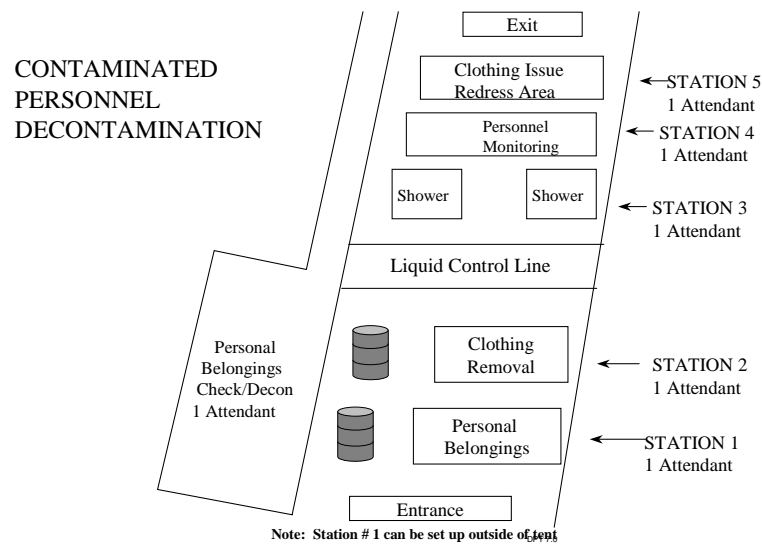 CONTAMINATED
PERSONNEL
DECONTAMINATION
Exit
Clothing Issue
Redress Area
STATION 5
1 Attendant
Personnel
Monitoring
STATION 4
1 Attendant
Shower
Shower
STATION 3
1 Attendant
Liquid Control Line
Personal
Belongings
Check/Decon
1 Attendant
Clothing
Removal
STATION 2
1 Attendant
Personal
Belongings
STATION 1
1 Attendant
Entrance
Note: Station # 1 can be set up outside of tent